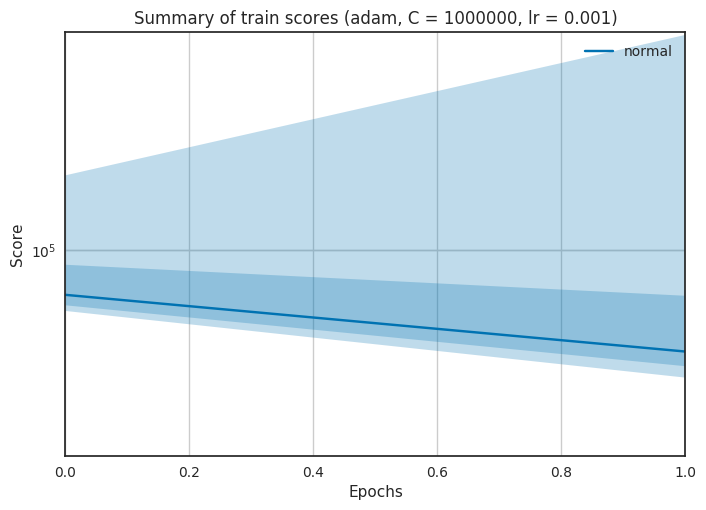 Summary of train scores (adam, C = 1000000, lr = 0.001)
normal
Score
10^5
0.0 0.2 0.4 0.6 0.8 1.0
Epochs